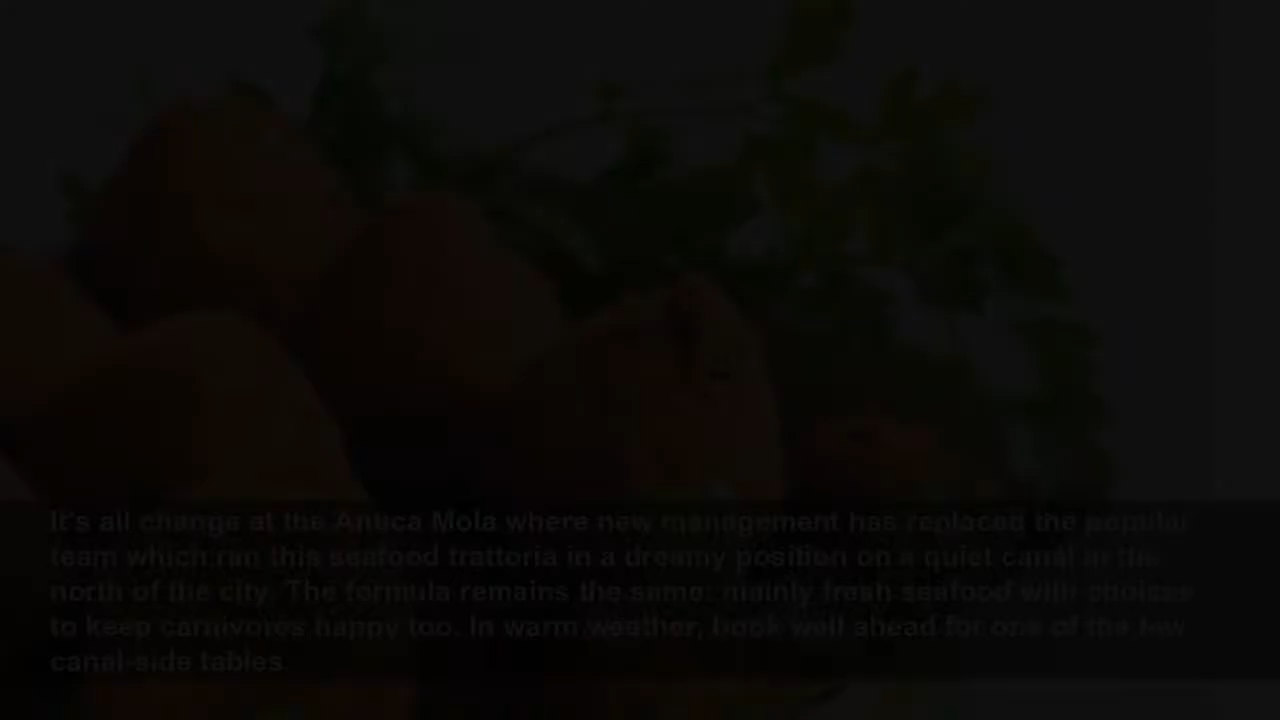 It's all change at the Antica Mola where new management has replaced the popular
team which ran this seafood trattoria in a dreamy position on a quiet canal in the
north of the city. The formula remains the same: mainly fresh seafood with choices
to keep carnivores happy too. In warm weather, book well ahead for one of the few
canal-side tables.